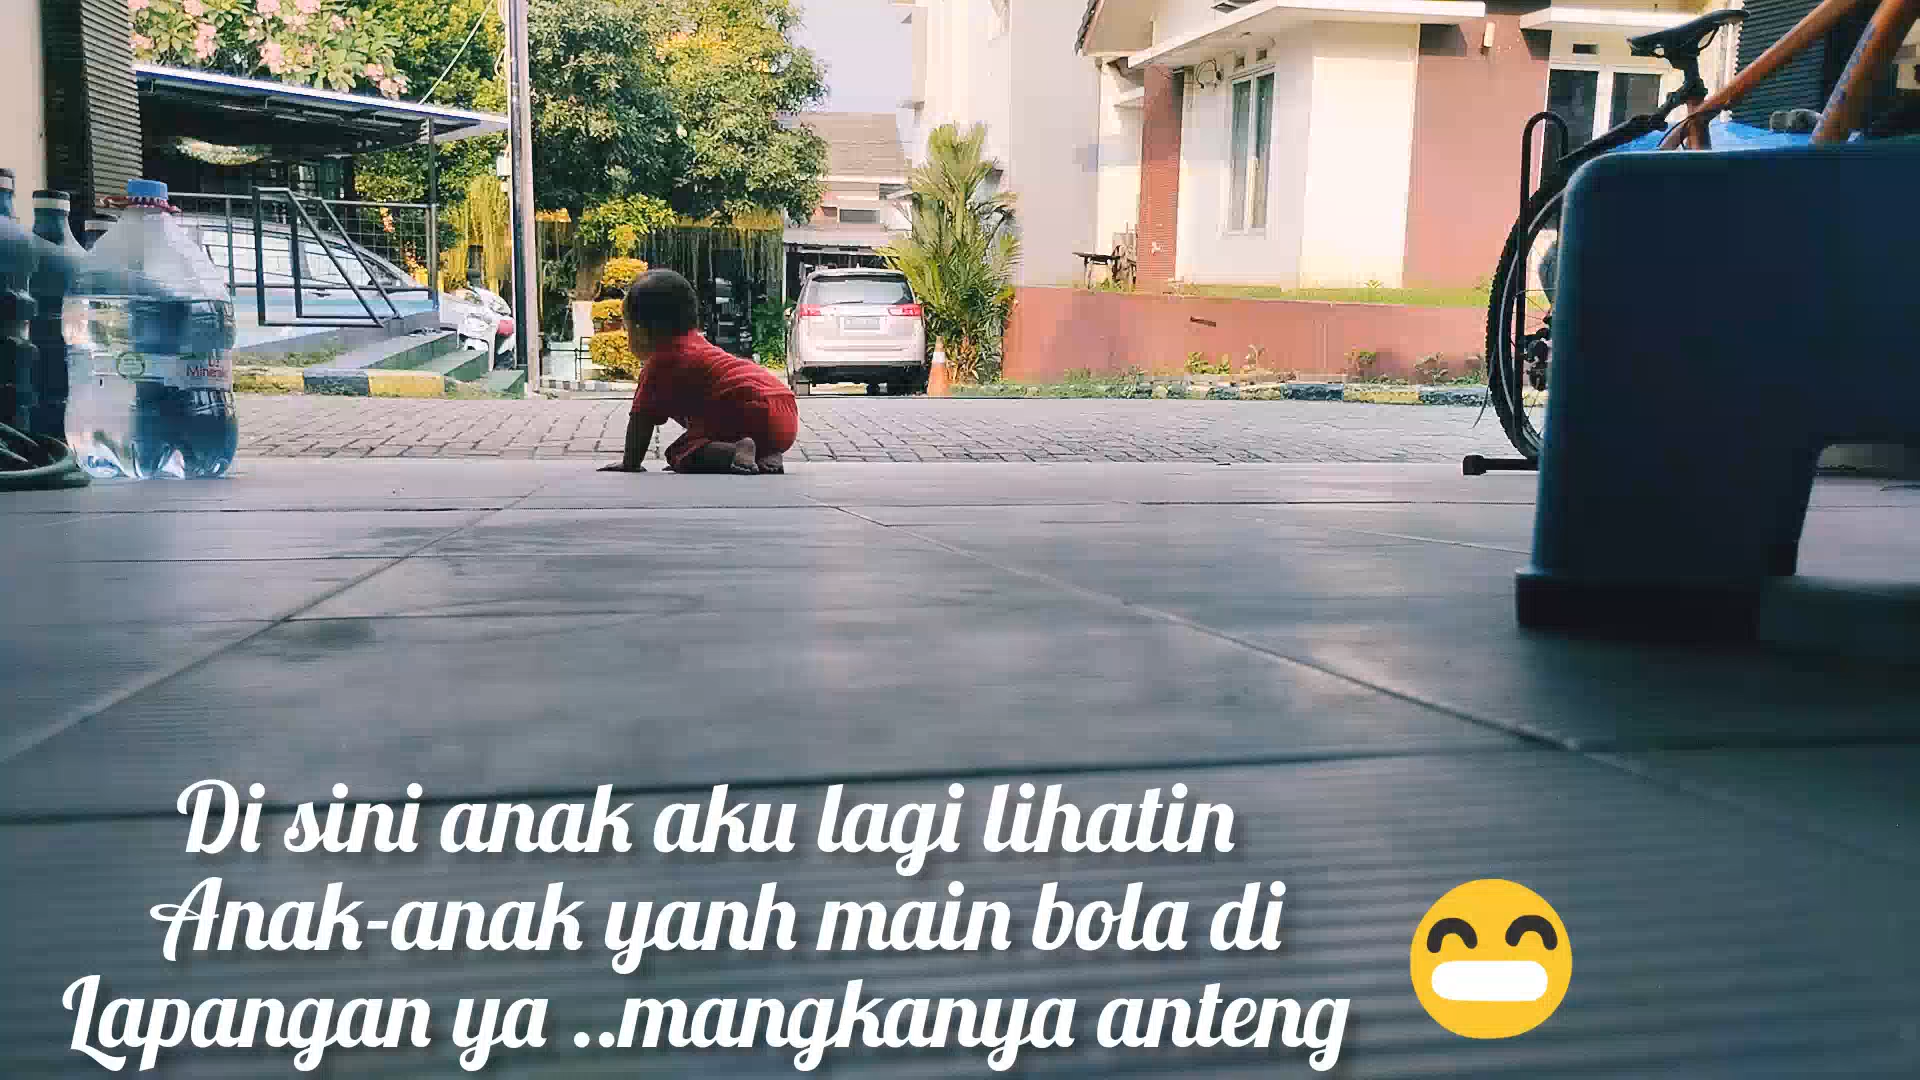 Di sini anak aku lagi lihatin
Anak-anak yanh main bola di
Lapangan ya ..mangkanya anteng